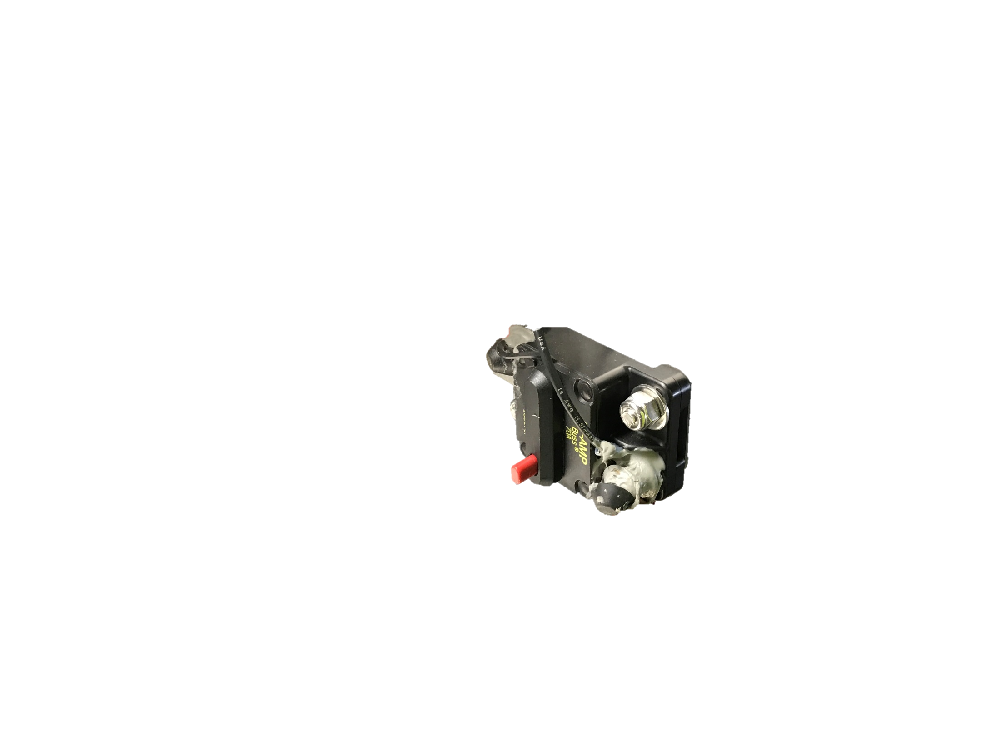 USA
16 AWG (1.31mm2)
-AMP
BUSS®
70A